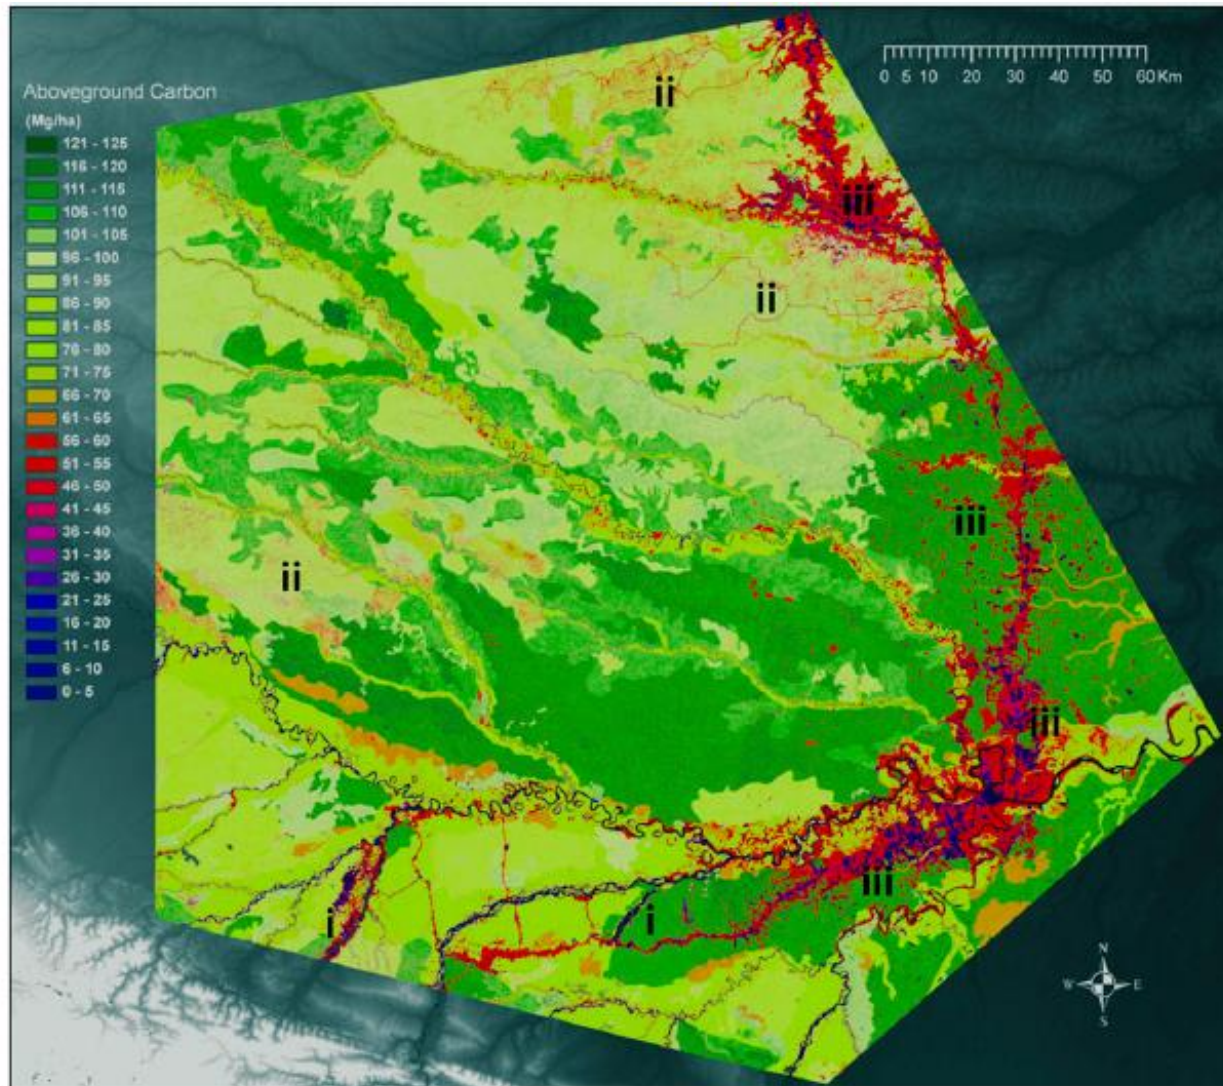 0 5 10 20 30 40 50 60 Km
Aboveground Carbon
(Mg/ha)
121 - 125
116 - 120
111 - 115
106 - 110
101 - 105
96 - 100
91 - 95
86 - 90
81 - 85
76 - 80
71 - 75
66 - 70
61 - 65
56 - 60
51 - 55
46 - 50
41 - 45
36 - 40
31 - 35
26 - 30
21 - 25
16 - 20
11 - 15
6 - 10
0 - 5
ii
iii
ii
iii
ii
iii
iii
i
i
N
W E
S